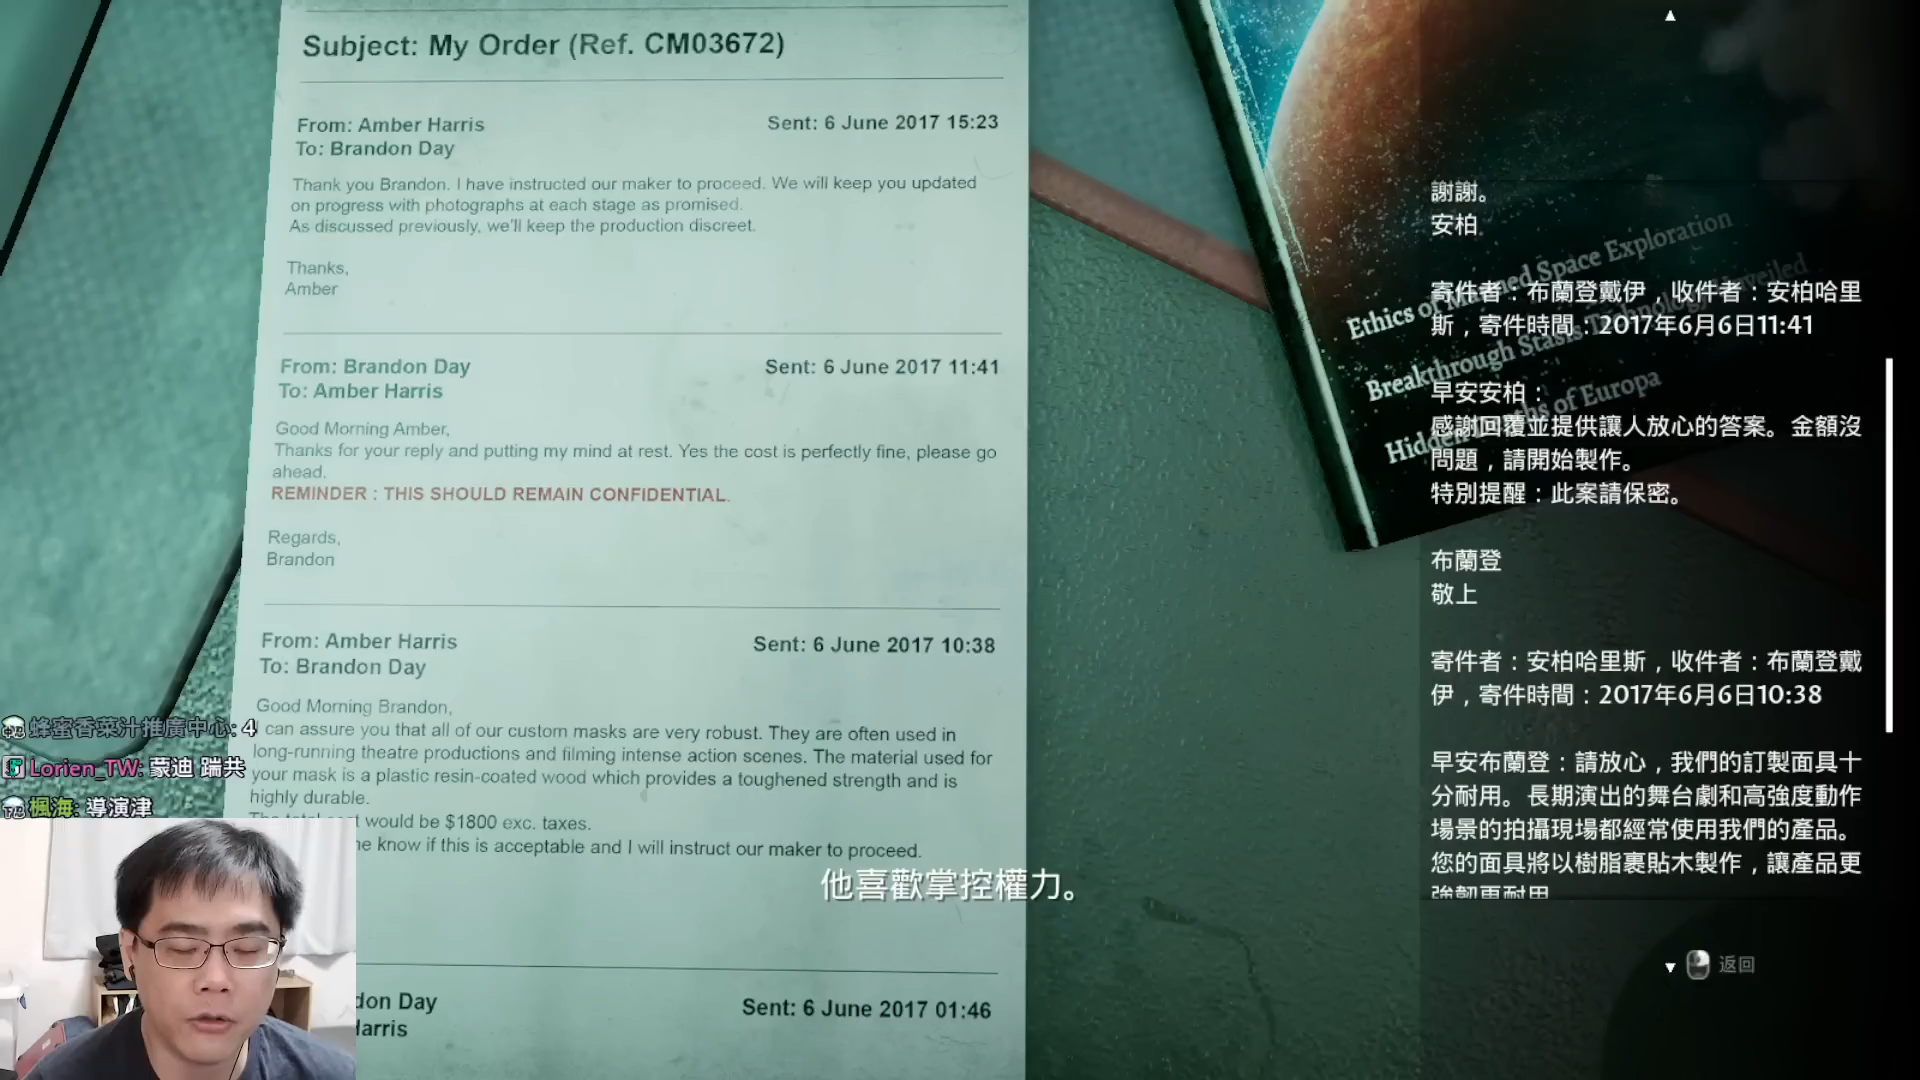 Subject: My Order (Ref. CM03672)
From: Amber Harris
Sent: 6 June 2017 15:23
To: Brandon Day
Thank you Brandon. I have instructed our maker to proceed. We will keep you updated
on progress with photographs at each stage as promised.
As discussed previously, we'll keep the production discreet.
Thanks,
Amber
From: Brandon Day
Sent: 6 June 2017 11:41
To: Amber Harris
Good Morning Amber,
Thanks for your reply and putting my mind at rest. Yes the cost is perfectly fine, please go
ahead.
REMINDER : THIS SHOULD REMAIN CONFIDENTIAL.
Regards,
Brandon
From: Amber Harris
Sent: 6 June 2017 10:38
To: Brandon Day
Good Morning Brandon,
can assure you that all of our custom masks are very robust. They are often used in
long-running theatre productions and filming intense action scenes. The material used for
your mask is a plastic resin-coated wood which provides a toughened strength and is
highly durable.
would be $1800 exc. taxes.
know if this is acceptable and I will instruct our maker to proceed.
don Day
Sent: 6 June 2017 01:46
Harris
蜂蜜香菜汁推廣中心: 4
Lorien_TW: 蒙迪 踹共
楓海: 導演津
他喜歡掌控權力。
Ethics of Manned Space Exploration
Breakthrough Stasis Technology Unveiled
Hidden of Europa
謝謝。
安柏
寄件者：布蘭登戴伊，收件者：安柏哈里
斯，寄件時間：2017年6月6日11:41
早安安柏：
感謝回覆並提供讓人放心的答案。金額沒
問題，請開始製作。
特別提醒：此案請保密。
布蘭登
敬上
寄件者：安柏哈里斯，收件者：布蘭登戴
伊，寄件時間：2017年6月6日10:38
早安布蘭登：請放心，我們的訂製面具十
分耐用。長期演出的舞台劇和高強度動作
場景的拍攝現場都經常使用我們的產品。
您的面具將以樹脂裹貼木製作，讓產品更
強韌更耐用
返回